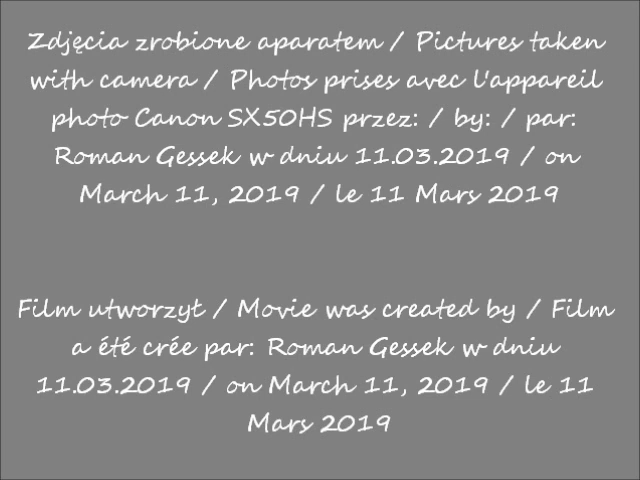 Zdjęcia zrobione aparatem / Pictures taken
with camera / Photos prises avec l'appareil
photo Canon SX50HS przez: / by: / par:
Roman Gessek w dniu 11.03.2019 / on
March 11, 2019 / le 11 Mars 2019
Film utworzył / Movie was created by / Film
a été crée par: Roman Gessek w dniu
11.03.2019 / on March 11, 2019 / le 11
Mars 2019